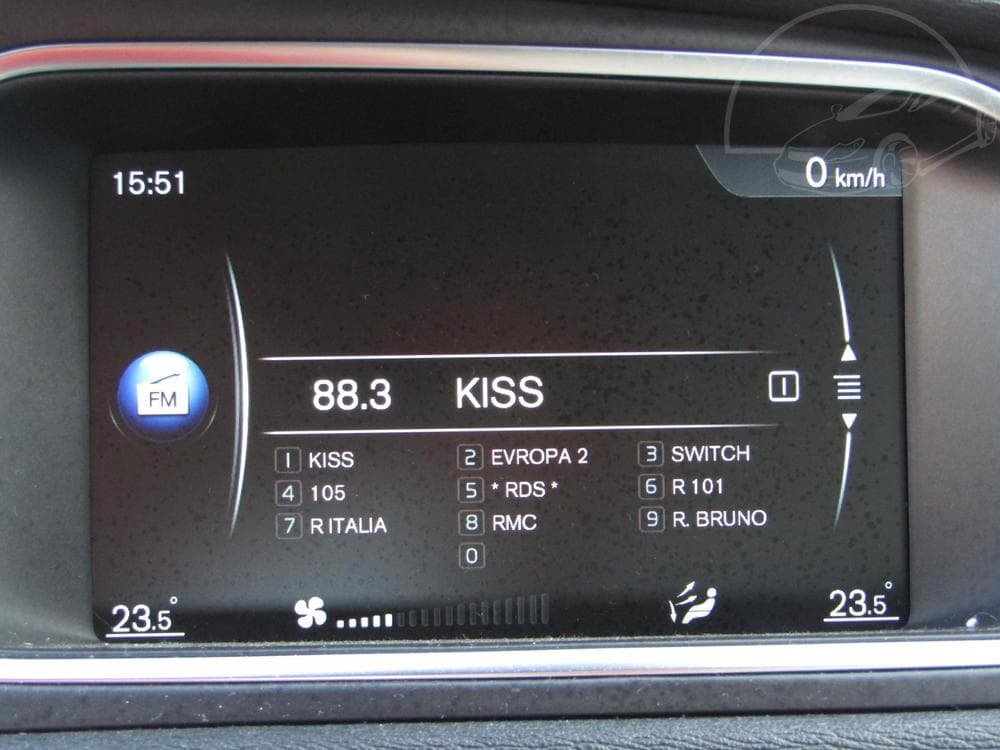 15:51
0 km/h
FM
88.3 KISS 1
1 KISS 2 EVROPA 2 3 SWITCH
4 105 5 * RDS * 6 R 101
7 R ITALIA 8 RMC 9 R. BRUNO
0
23.5° 23.5°